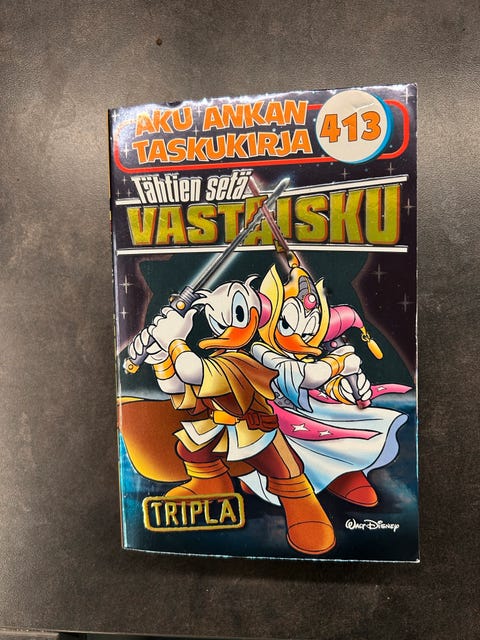 AKU ANKAN
TASKUKIRJA
413
Tähtien setä
VASTAISKU
TRIPLA
WALT DISNEY